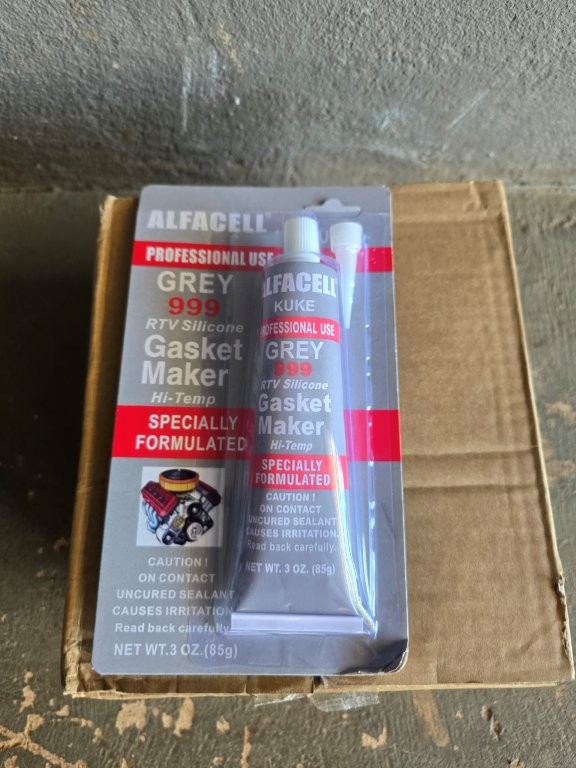 ALFACELL®
PROFESSIONAL USE
GREY
999
RTV Silicone
Gasket
Maker
Hi-Temp
SPECIALLY
FORMULATED
CAUTION !
ON CONTACT
UNCURED SEALANT
CAUSES IRRITATION.
Read back carefully.
NET WT.3 OZ.(85g)
ALFACELL
KUKE
PROFESSIONAL USE
GREY
999
RTV Silicone
Gasket
Maker
Hi-Temp
SPECIALLY
FORMULATED
CAUTION !
ON CONTACT
UNCURED SEALANT
CAUSES IRRITATION.
Read back carefully.
NET WT. 3 OZ. (85g)